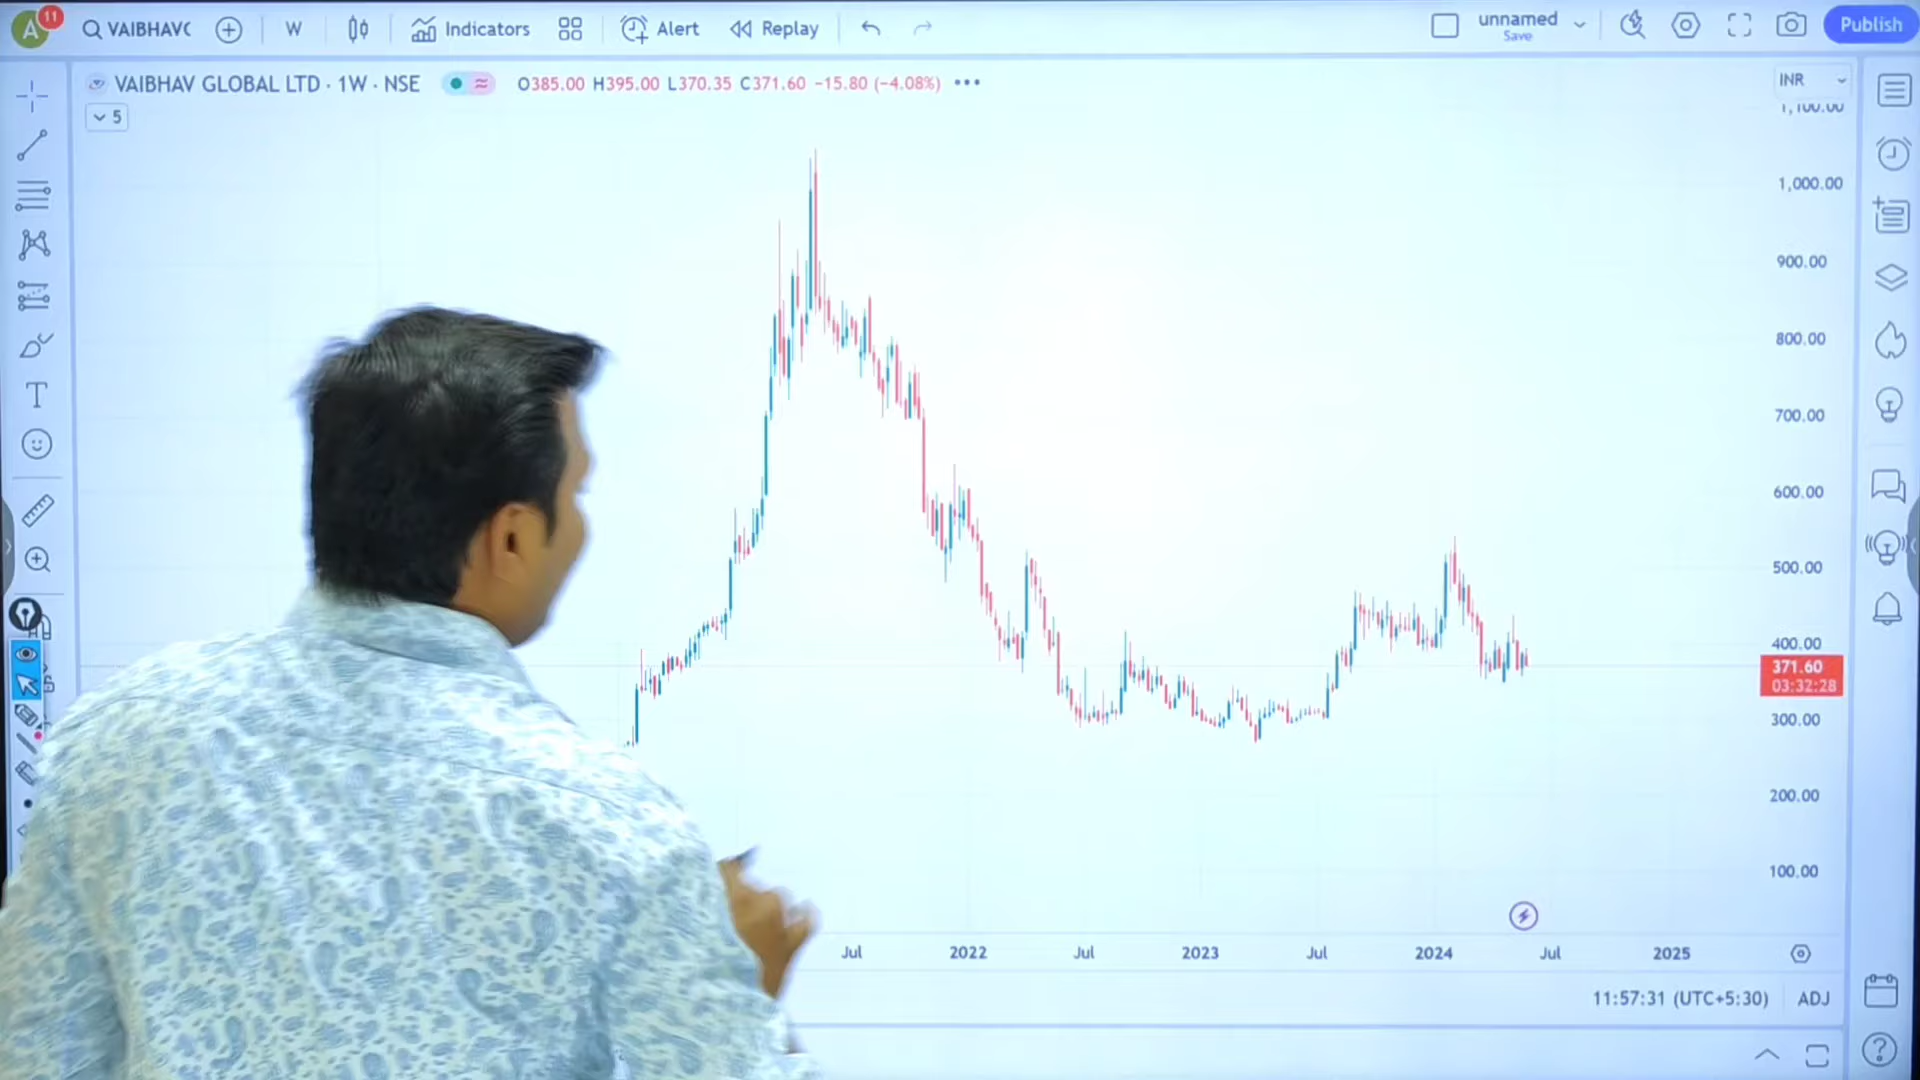 A 11 VAIBHAVC W Indicators Alert Replay unnamed Save Publish
VAIBHAV GLOBAL LTD · 1W · NSE O385.00 H395.00 L370.35 C371.60 −15.80 (−4.08%)
INR
5
1,100.00
1,000.00
900.00
800.00
700.00
600.00
500.00
400.00
371.60
03:32:28
300.00
200.00
100.00
Jul 2022 Jul 2023 Jul 2024 Jul 2025
11:57:31 (UTC+5:30) ADJ